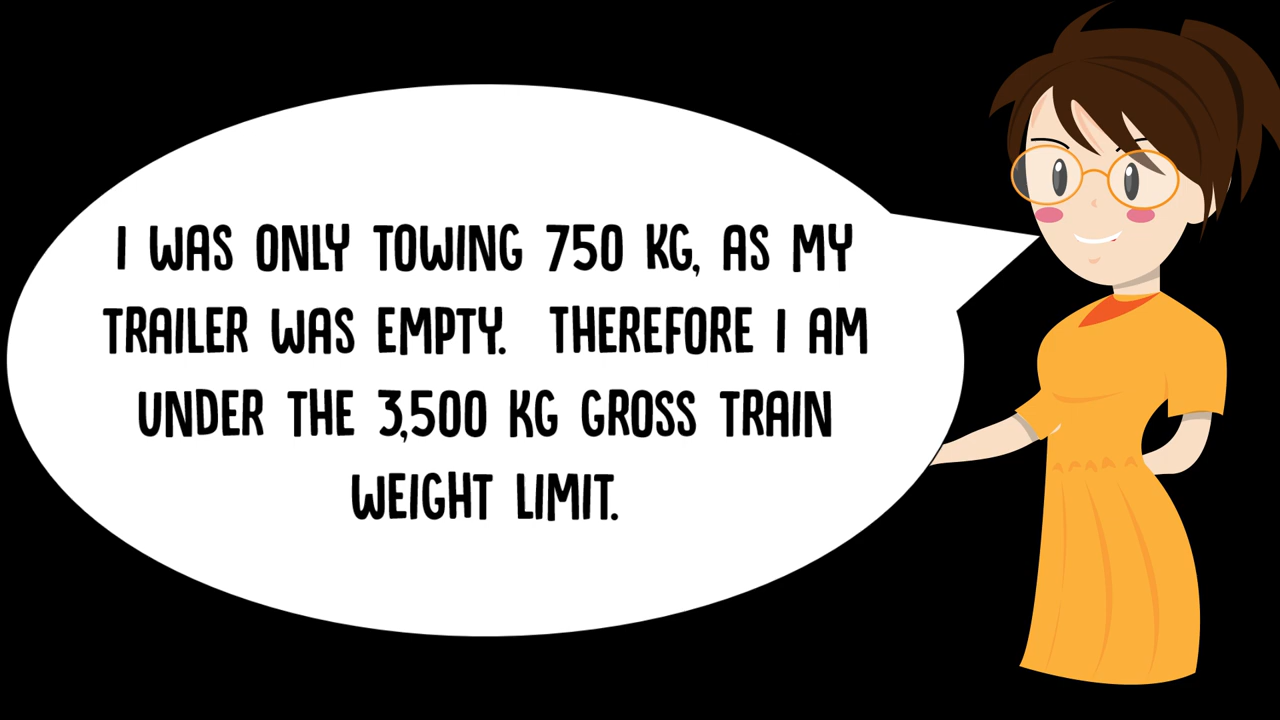 I WAS ONLY TOWING 750 KG, AS MY
TRAILER WAS EMPTY.  THEREFORE I AM
UNDER THE 3,500 KG GROSS TRAIN
WEIGHT LIMIT.